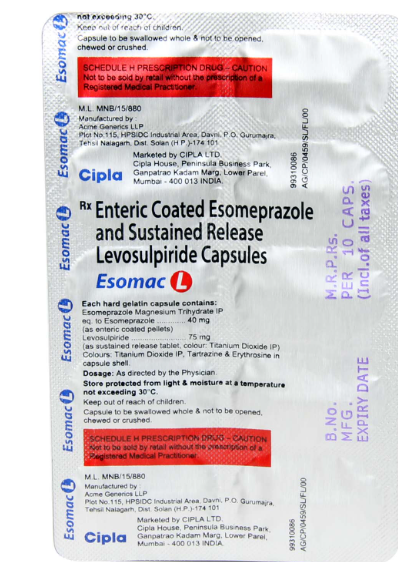 not exceeding 30°C.
Keep out of reach of children.
Capsule to be swallowed whole & not to be opened,
chewed or crushed.
SCHEDULE H PRESCRIPTION DRUG – CAUTION
Not to be sold by retail without the prescription of a
Registered Medical Practitioner.
M.L. MNB/15/880
Manufactured by :
Acme Generics LLP
Plot No.115, HPSIDC Industrial Area, Davni, P.O. Gurumajra,
Tehsil Nalagarh, Dist. Solan (H.P.)-174 101
Cipla
Marketed by CIPLA LTD.
Cipla House, Peninsula Business Park,
Ganpatrao Kadam Marg, Lower Parel,
Mumbai - 400 013 INDIA.
99310086
AG/CP/0459/SL/FL/00
Rx Enteric Coated Esomeprazole
and Sustained Release
Levosulpiride Capsules
Esomac L
Each hard gelatin capsule contains:
Esomeprazole Magnesium Trihydrate IP
eq. to Esomeprazole ............ 40 mg
(as enteric coated pellets)
Levosulpiride ........................ 75 mg
(as sustained release tablet, colour: Titanium Dioxide IP)
Colours: Titanium Dioxide IP, Tartrazine & Erythrosine in
capsule shell.
Dosage: As directed by the Physician.
Store protected from light & moisture at a temperature
not exceeding 30°C.
Keep out of reach of children.
Capsule to be swallowed whole & not to be opened,
chewed or crushed.
SCHEDULE H PRESCRIPTION DRUG – CAUTION
Not to be sold by retail without the prescription of a
Registered Medical Practitioner.
M.L. MNB/15/880
Manufactured by :
Acme Generics LLP
Plot No.115, HPSIDC Industrial Area, Davni, P.O. Gurumajra,
Tehsil Nalagarh, Dist. Solan (H.P.)-174 101
Cipla
Marketed by CIPLA LTD.
Cipla House, Peninsula Business Park,
Ganpatrao Kadam Marg, Lower Parel,
Mumbai - 400 013 INDIA.
99310086
AG/CP/0459/SL/FL/00
Esomac L
Esomac L
Esomac L
Esomac L
Esomac L
Esomac L
M.R.P.Rs.
PER 10 CAPS.
(Incl.of all taxes)
B.No.
MFG.
EXPIRY DATE